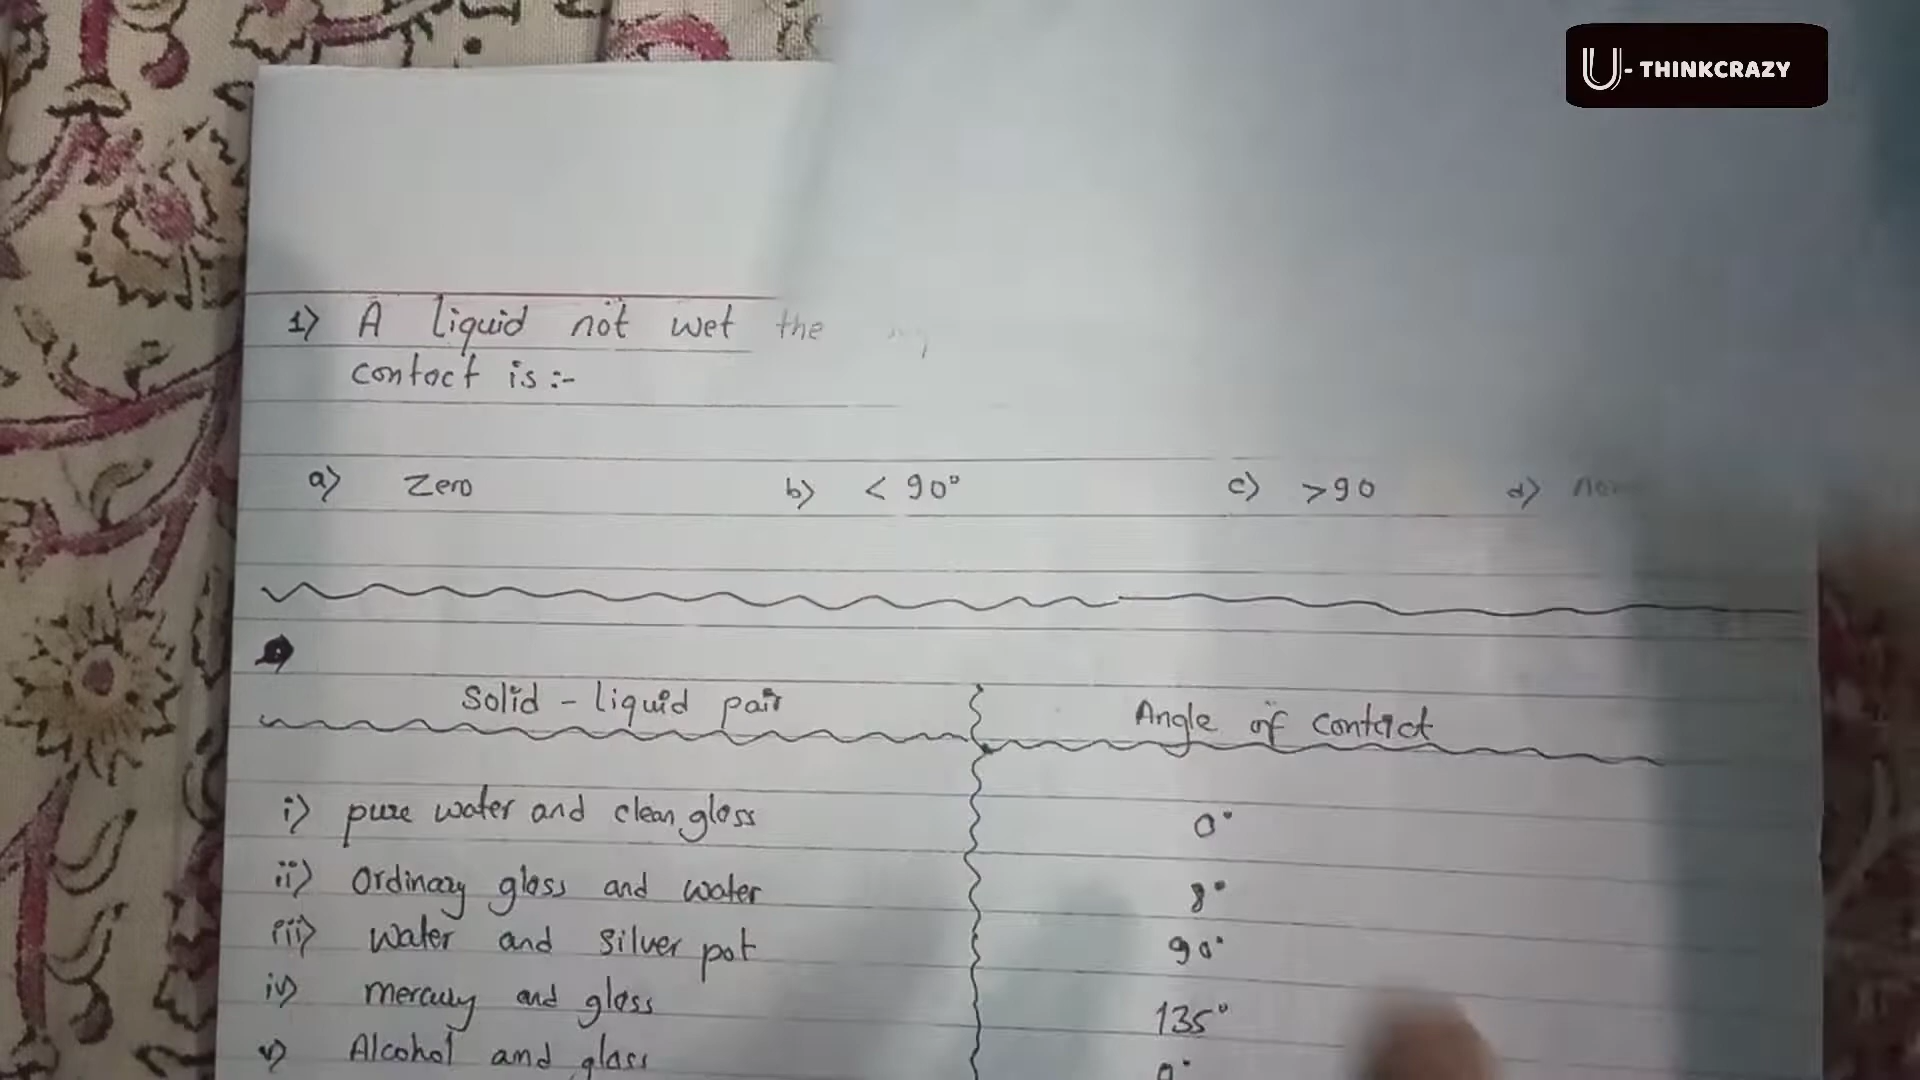 U - THINKCRAZY
1) A liquid not wet the
contact is :-
a) Zero b) < 90° c) > 90 d)
Solid - liquid pair Angle of contact
i) pure water and clean glass 0°
ii) Ordinary glass and water 8°
iii) water and silver pot 90°
iv) mercury and glass 135°
v) Alcohol and glass 0°